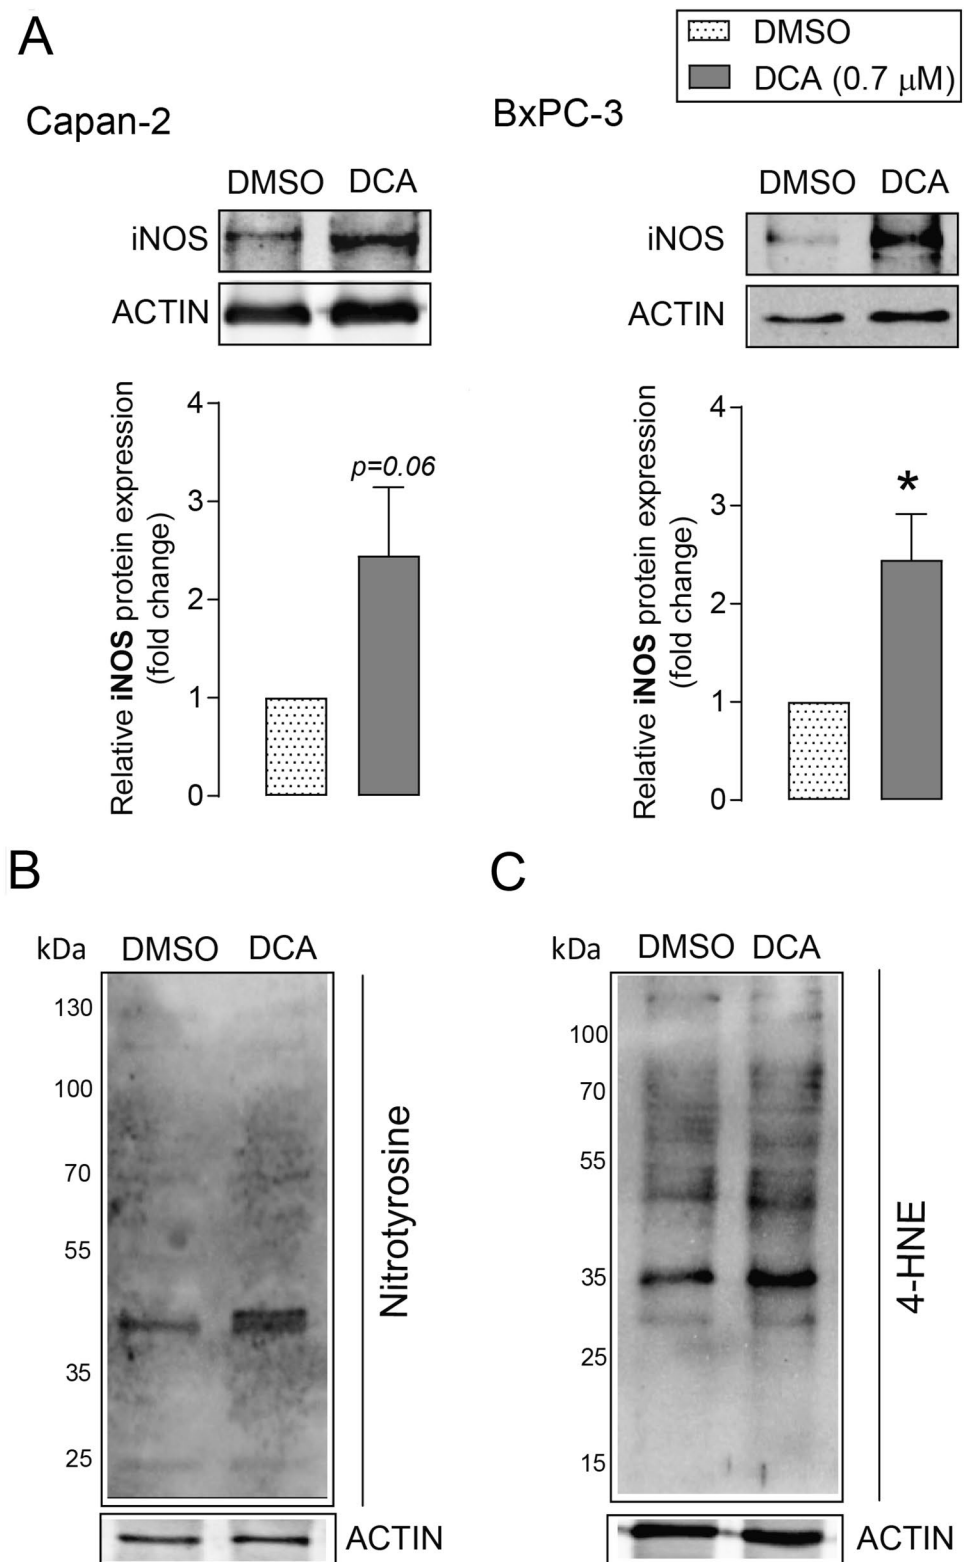 A
DMSO
DCA (0.7 μM)
Capan-2
BxPC-3
DMSO DCA
iNOS
ACTIN
DMSO DCA
iNOS
ACTIN
Relative iNOS protein expression
(fold change)
4
3
2
1
0
p=0.06
Relative iNOS protein expression
(fold change)
4
3
2
1
0
*
B
kDa DMSO DCA
130
100
70
55
35
25
Nitrotyrosine
ACTIN
C
kDa DMSO DCA
100
70
55
35
25
15
4-HNE
ACTIN